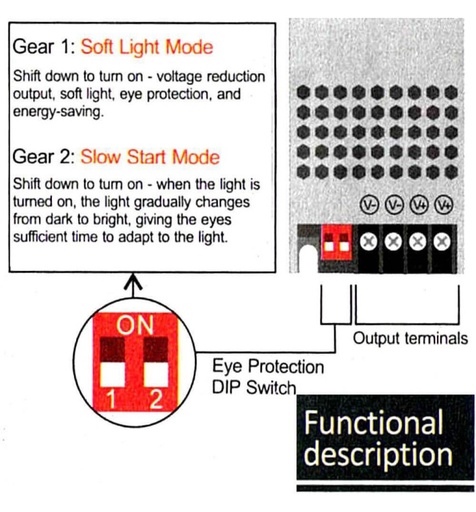 Gear 1: Soft Light Mode
Shift down to turn on - voltage reduction
output, soft light, eye protection, and
energy-saving.
Gear 2: Slow Start Mode
Shift down to turn on - when the light is
turned on, the light gradually changes
from dark to bright, giving the eyes
sufficient time to adapt to the light.
V- V- V+ V+
Output terminals
ON
1 2
Eye Protection
DIP Switch
Functional
description